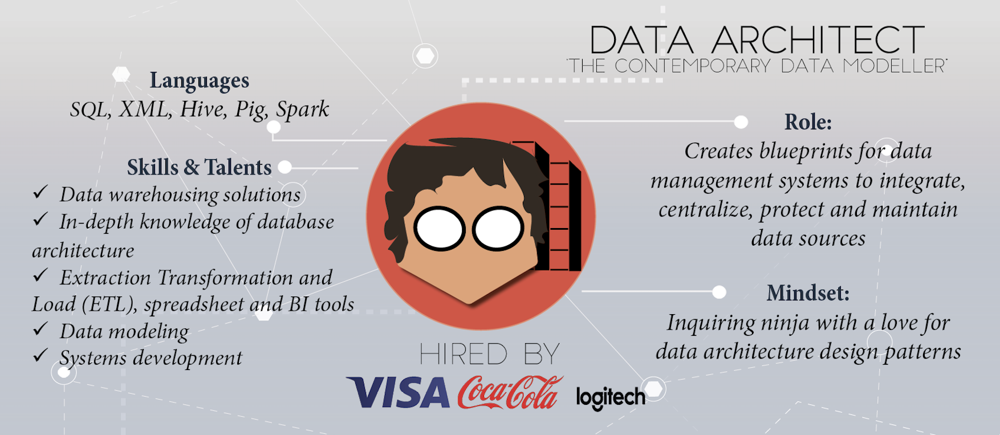 DATA ARCHITECT
'THE CONTEMPORARY DATA MODELLER'
Languages
SQL, XML, Hive, Pig, Spark
Skills & Talents
✓ Data warehousing solutions
✓ In-depth knowledge of database
architecture
✓ Extraction Transformation and
Load (ETL), spreadsheet and BI tools
✓ Data modeling
✓ Systems development
Role:
Creates blueprints for data
management systems to integrate,
centralize, protect and maintain
data sources
Mindset:
Inquiring ninja with a love for
data architecture design patterns
HIRED BY
VISA Coca-Cola logitech